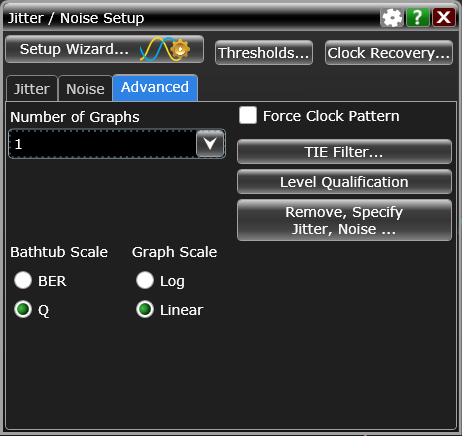 Jitter / Noise Setup
?
Setup Wizard...
Thresholds...
Clock Recovery...
Jitter
Noise
Advanced
Number of Graphs
Force Clock Pattern
1
TIE Filter...
Level Qualification
Remove, Specify
Jitter, Noise ...
Bathtub Scale
Graph Scale
BER
Log
Q
Linear